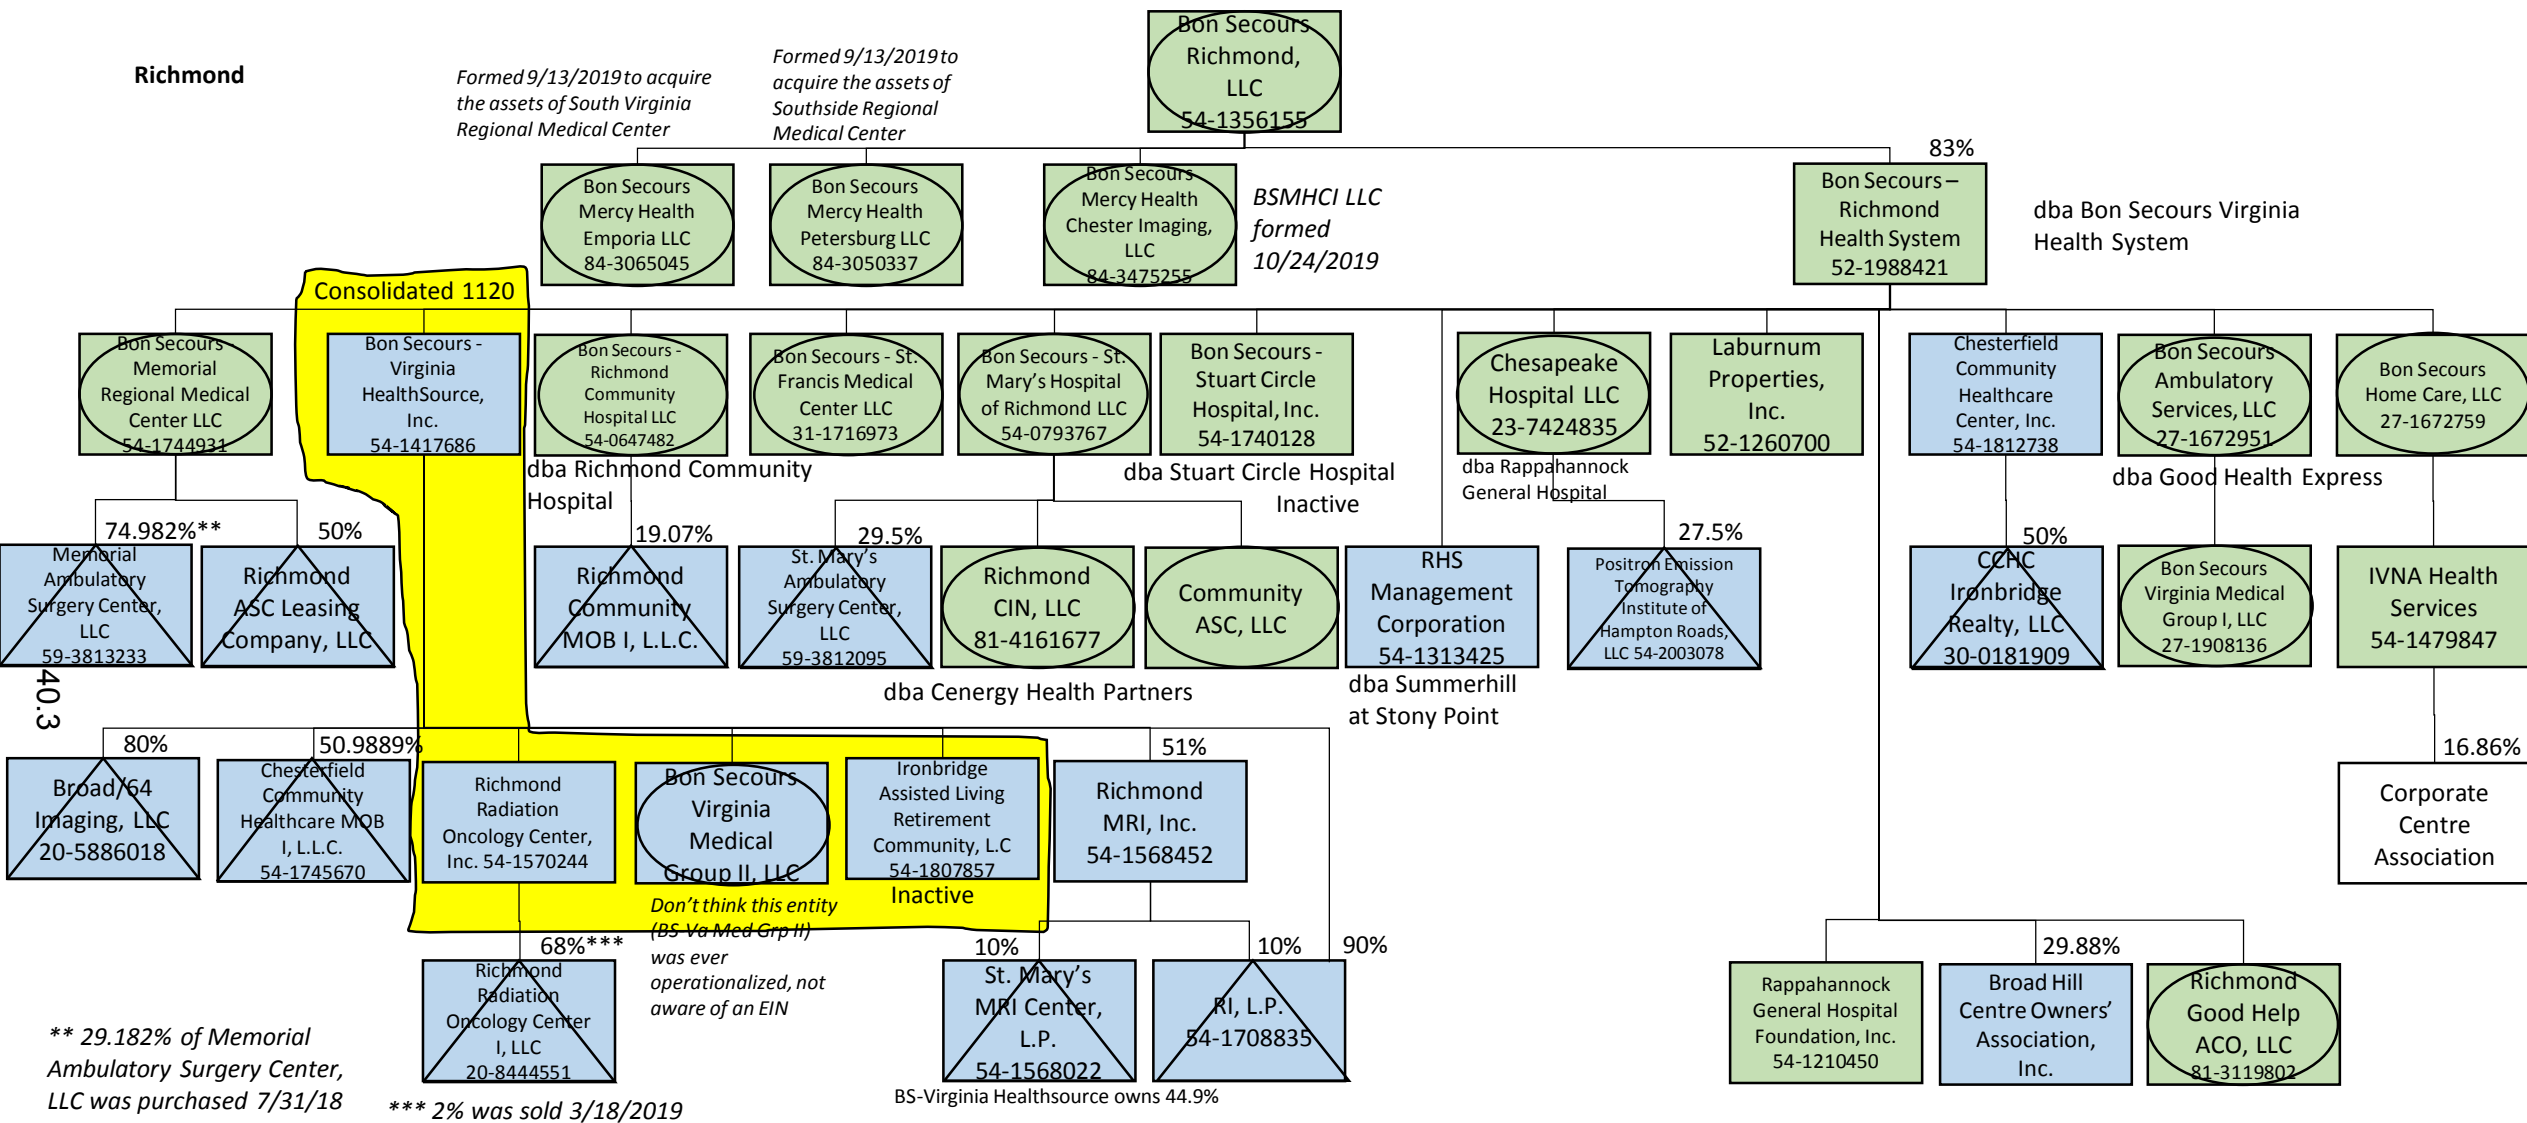 Richmond
Formed 9/13/2019 to acquire
the assets of South Virginia
Regional Medical Center
Formed 9/13/2019 to
acquire the assets of
Southside Regional
Medical Center
Bon Secours
Richmond,
LLC
54-1356155
83%
Bon Secours
Mercy Health
Emporia LLC
84-3065045
Bon Secours
Mercy Health
Petersburg LLC
84-3050337
Bon Secours
Mercy Health
Chester Imaging,
LLC
84-3475255
BSMHCI LLC
formed
10/24/2019
Bon Secours –
Richmond
Health System
52-1988421
dba Bon Secours Virginia
Health System
Consolidated 1120
Bon Secours -
Memorial
Regional Medical
Center LLC
54-1744931
Bon Secours -
Virginia
HealthSource,
Inc.
54-1417686
Bon Secours -
Richmond
Community
Hospital LLC
54-0647482
dba Richmond Community
Hospital
Bon Secours - St.
Francis Medical
Center LLC
31-1716973
Bon Secours - St.
Mary's Hospital
of Richmond LLC
54-0793767
Bon Secours -
Stuart Circle
Hospital, Inc.
54-1740128
dba Stuart Circle Hospital
Inactive
Chesapeake
Hospital LLC
23-7424835
dba Rappahannock
General Hospital
Laburnum
Properties,
Inc.
52-1260700
Chesterfield
Community
Healthcare
Center, Inc.
54-1812738
Bon Secours
Ambulatory
Services, LLC
27-1672951
dba Good Health Express
Bon Secours
Home Care, LLC
27-1672759
74.982%**
Memorial
Ambulatory
Surgery Center,
LLC
59-3813233
50%
Richmond
ASC Leasing
Company, LLC
19.07%
Richmond
Community
MOB I, L.L.C.
29.5%
St. Mary's
Ambulatory
Surgery Center,
LLC
59-3812095
Richmond
CIN, LLC
81-4161677
dba Cenergy Health Partners
Community
ASC, LLC
RHS
Management
Corporation
54-1313425
dba Summerhill
at Stony Point
27.5%
Positron Emission
Tomography
Institute of
Hampton Roads,
LLC 54-2003078
50%
CCHC
Ironbridge
Realty, LLC
30-0181909
Bon Secours
Virginia Medical
Group I, LLC
27-1908136
IVNA Health
Services
54-1479847
40.3
80%
Broad/64
Imaging, LLC
20-5886018
50.9889%
Chesterfield
Community
Healthcare MOB
I, L.L.C.
54-1745670
Richmond
Radiation
Oncology Center,
Inc. 54-1570244
Bon Secours
Virginia
Medical
Group II, LLC
Don't think this entity
(BS Va Med Grp II)
was ever
operationalized, not
aware of an EIN
Ironbridge
Assisted Living
Retirement
Community, L.C
54-1807857
Inactive
51%
Richmond
MRI, Inc.
54-1568452
16.86%
Corporate
Centre
Association
68%***
Richmond
Radiation
Oncology Center
I, LLC
20-8444551
10%
St. Mary's
MRI Center,
L.P.
54-1568022
BS-Virginia Healthsource owns 44.9%
10%
90%
RI, L.P.
54-1708835
Rappahannock
General Hospital
Foundation, Inc.
54-1210450
29.88%
Broad Hill
Centre Owners'
Association,
Inc.
Richmond
Good Help
ACO, LLC
81-3119802
** 29.182% of Memorial
Ambulatory Surgery Center,
LLC was purchased 7/31/18
*** 2% was sold 3/18/2019